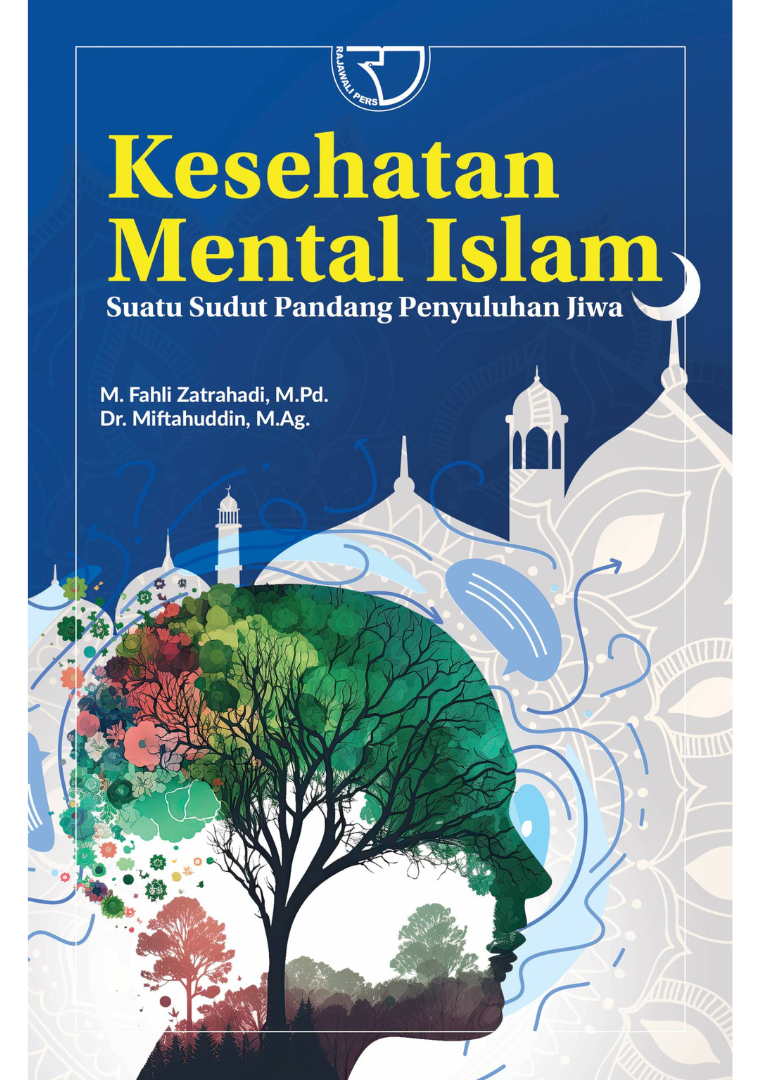 RAJAWALI PERS
Kesehatan
Mental Islam
Suatu Sudut Pandang Penyuluhan Jiwa
M. Fahli Zatrahadi, M.Pd.
Dr. Miftahuddin, M.Ag.